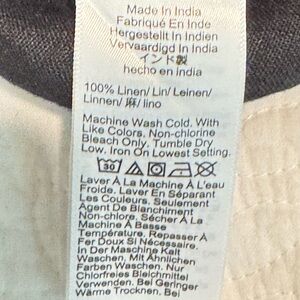 Made In India
Fabriqué En Inde
Hergestellt In Indien
Vervaardigd In India
インド製
hecho en india
100% Linen/ Lin/ Leinen/
Linnen/ 麻/ lino
Machine Wash Cold. With
Like Colors. Non-chlorine
Bleach Only. Tumble Dry
Low. Iron On Lowest Setting.
30
Laver À La Machine À L'eau
Froide. Laver En Séparant
Les Couleurs. Seulement
Agent De Blanchiment
Non-chlore. Sécher À La
Machine À Basse
Température. Repasser À
Fer Doux Si Nécessaire.
In Der Maschine Kalt
Waschen. Mit Ähnlichen
Farben Waschen. Nur
Chlorfreies Bleichmittel
Verwenden. Bei Geringer
Wärme Trocknen. Bei